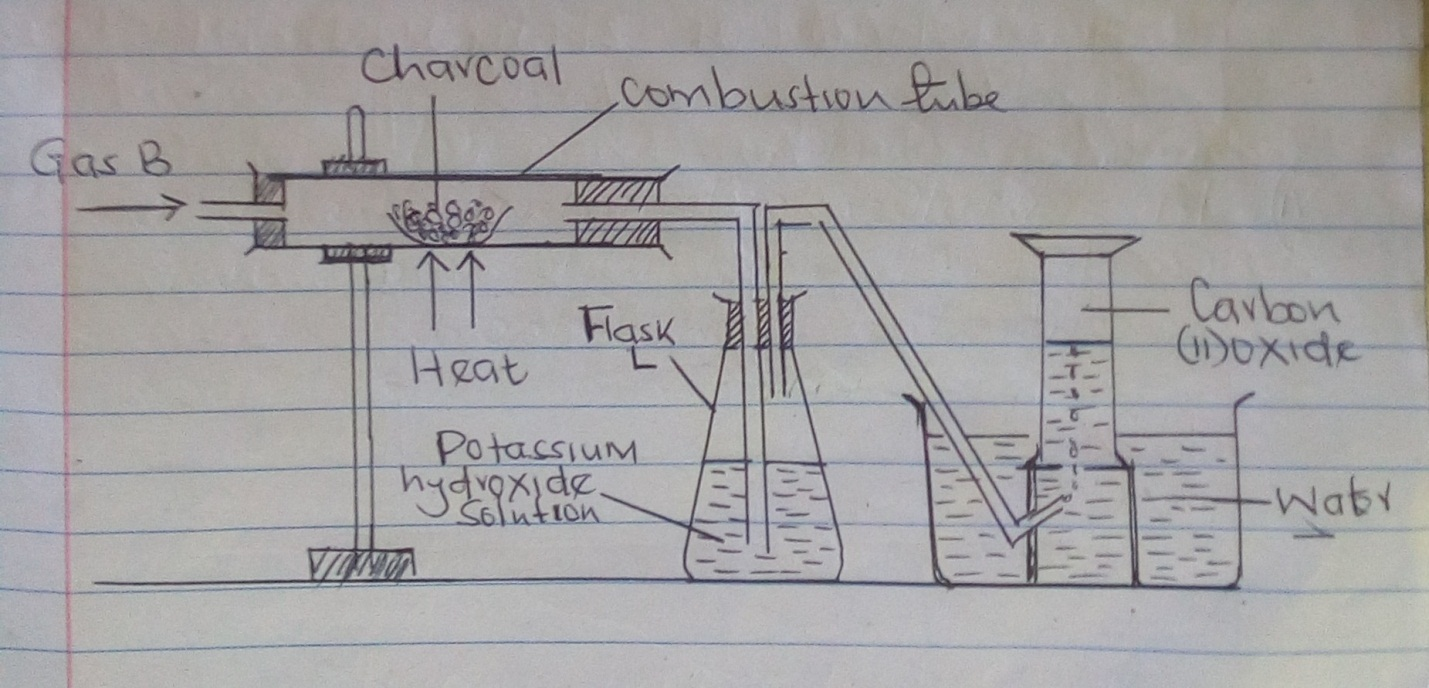 Charcoal
combustion tube
Gas B
Flask
L
Carbon
(II)oxide
Heat
Potassium
hydroxide
Solution
Water